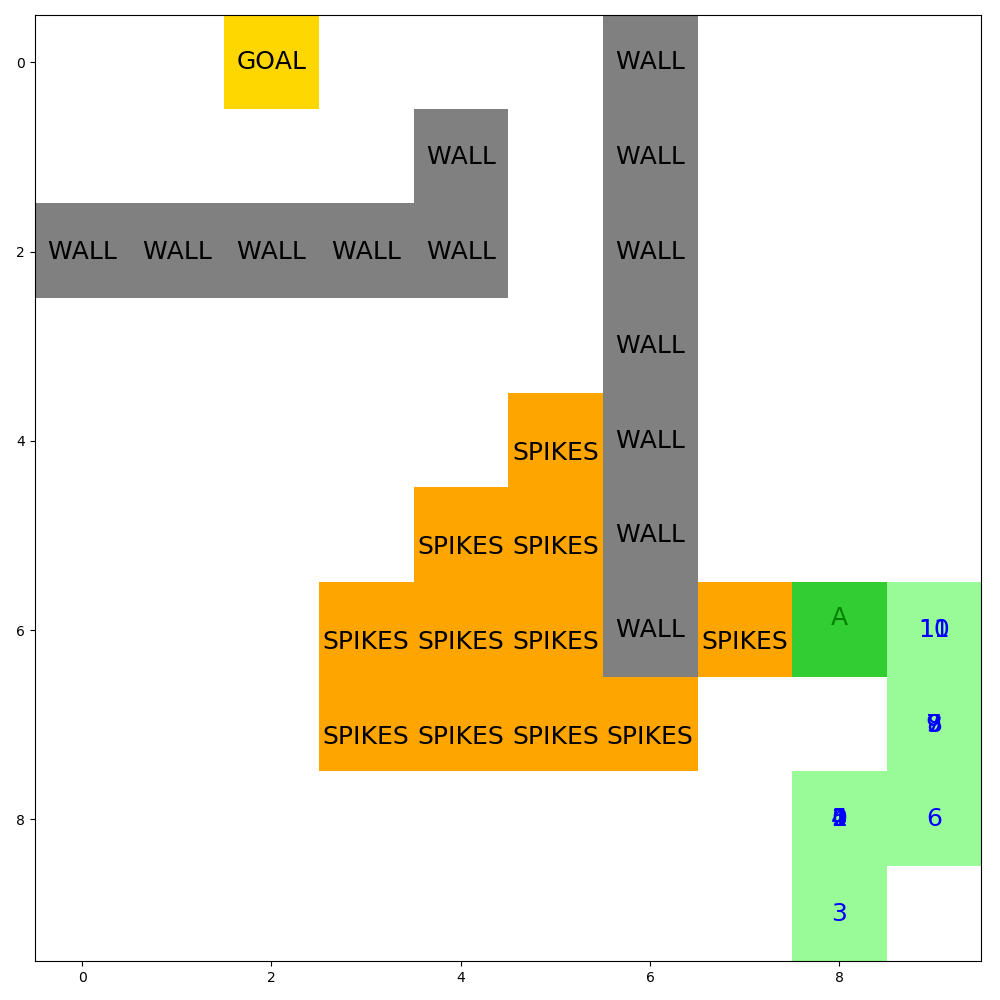 GOAL WALL
0
WALL WALL
WALL WALL WALL WALL WALL WALL
2
WALL
SPIKES WALL
4
SPIKES SPIKES WALL
A
SPIKES SPIKES SPIKES WALL SPIKES
6
SPIKES SPIKES SPIKES SPIKES
8 6
3
0 2 4 6 8